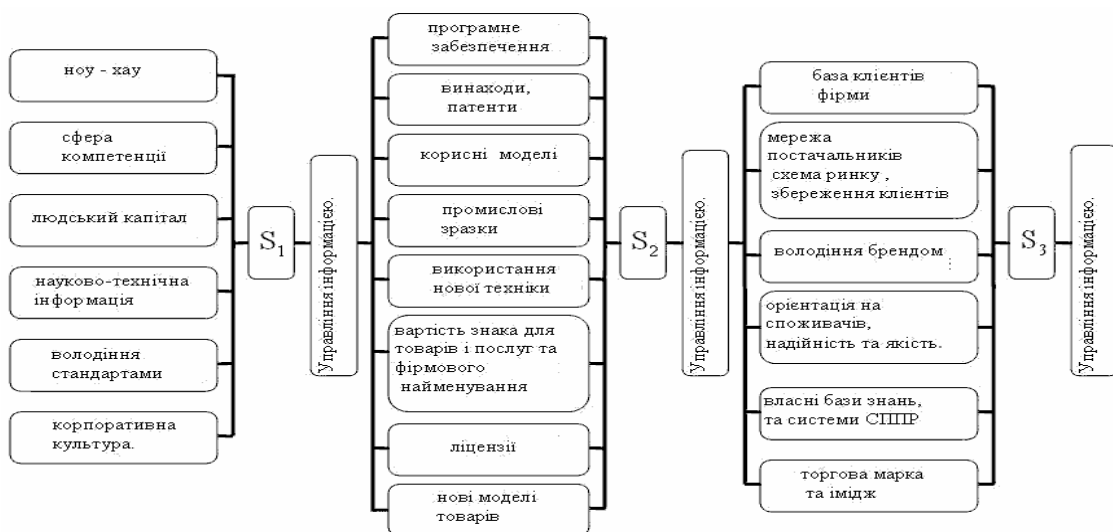 ноу - хау
сфера
компетенції
людський капітал
науково-технічна
інформація
володіння
стандартами
корпоративна
культура.
S1
Управління інформацією.
програмне
забезпечення
винаходи,
патенти
корисні моделі
промислові
зразки
використання
нової техніки
вартість знака для
товарів і послуг та
фірмового
найменування
ліцензії
нові моделі
товарів
S2
Управління інформацією.
база клієнтів
фірми
мережа
постачальників
схема ринку ,
збереження клієнтів
володіння брендом
орієнтація на
споживачів,
надійність та якість.
власні бази знань,
та системи СППР
торгова марка
та імідж
S3
Управління інформацією.